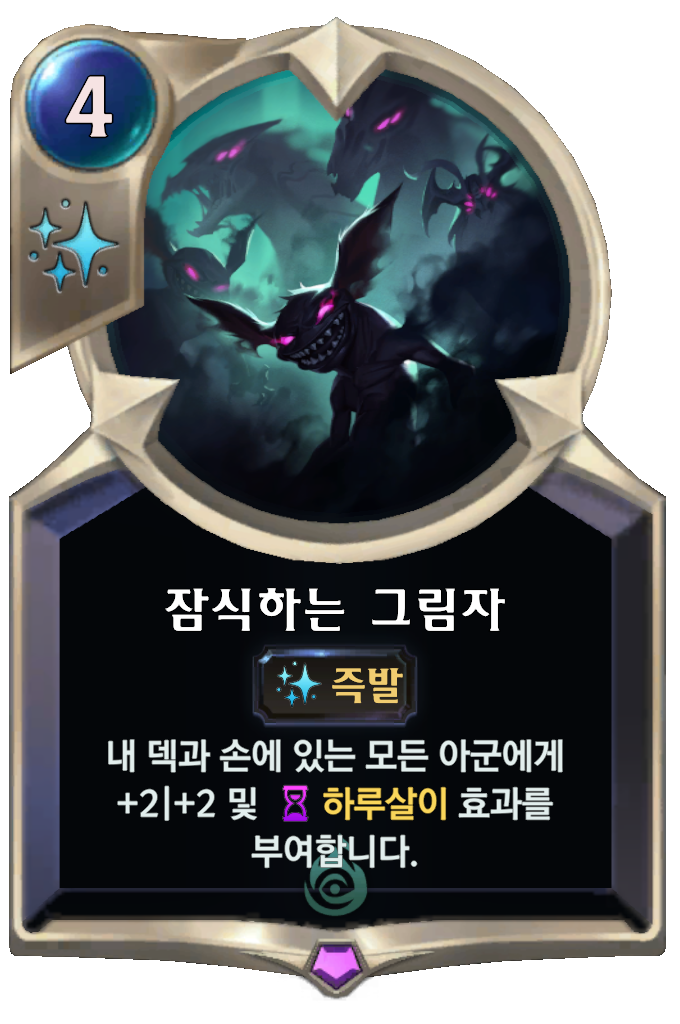 4
잠식하는 그림자
즉발
내 덱과 손에 있는 모든 아군에게
+2|+2 및 하루살이 효과를
부여합니다.